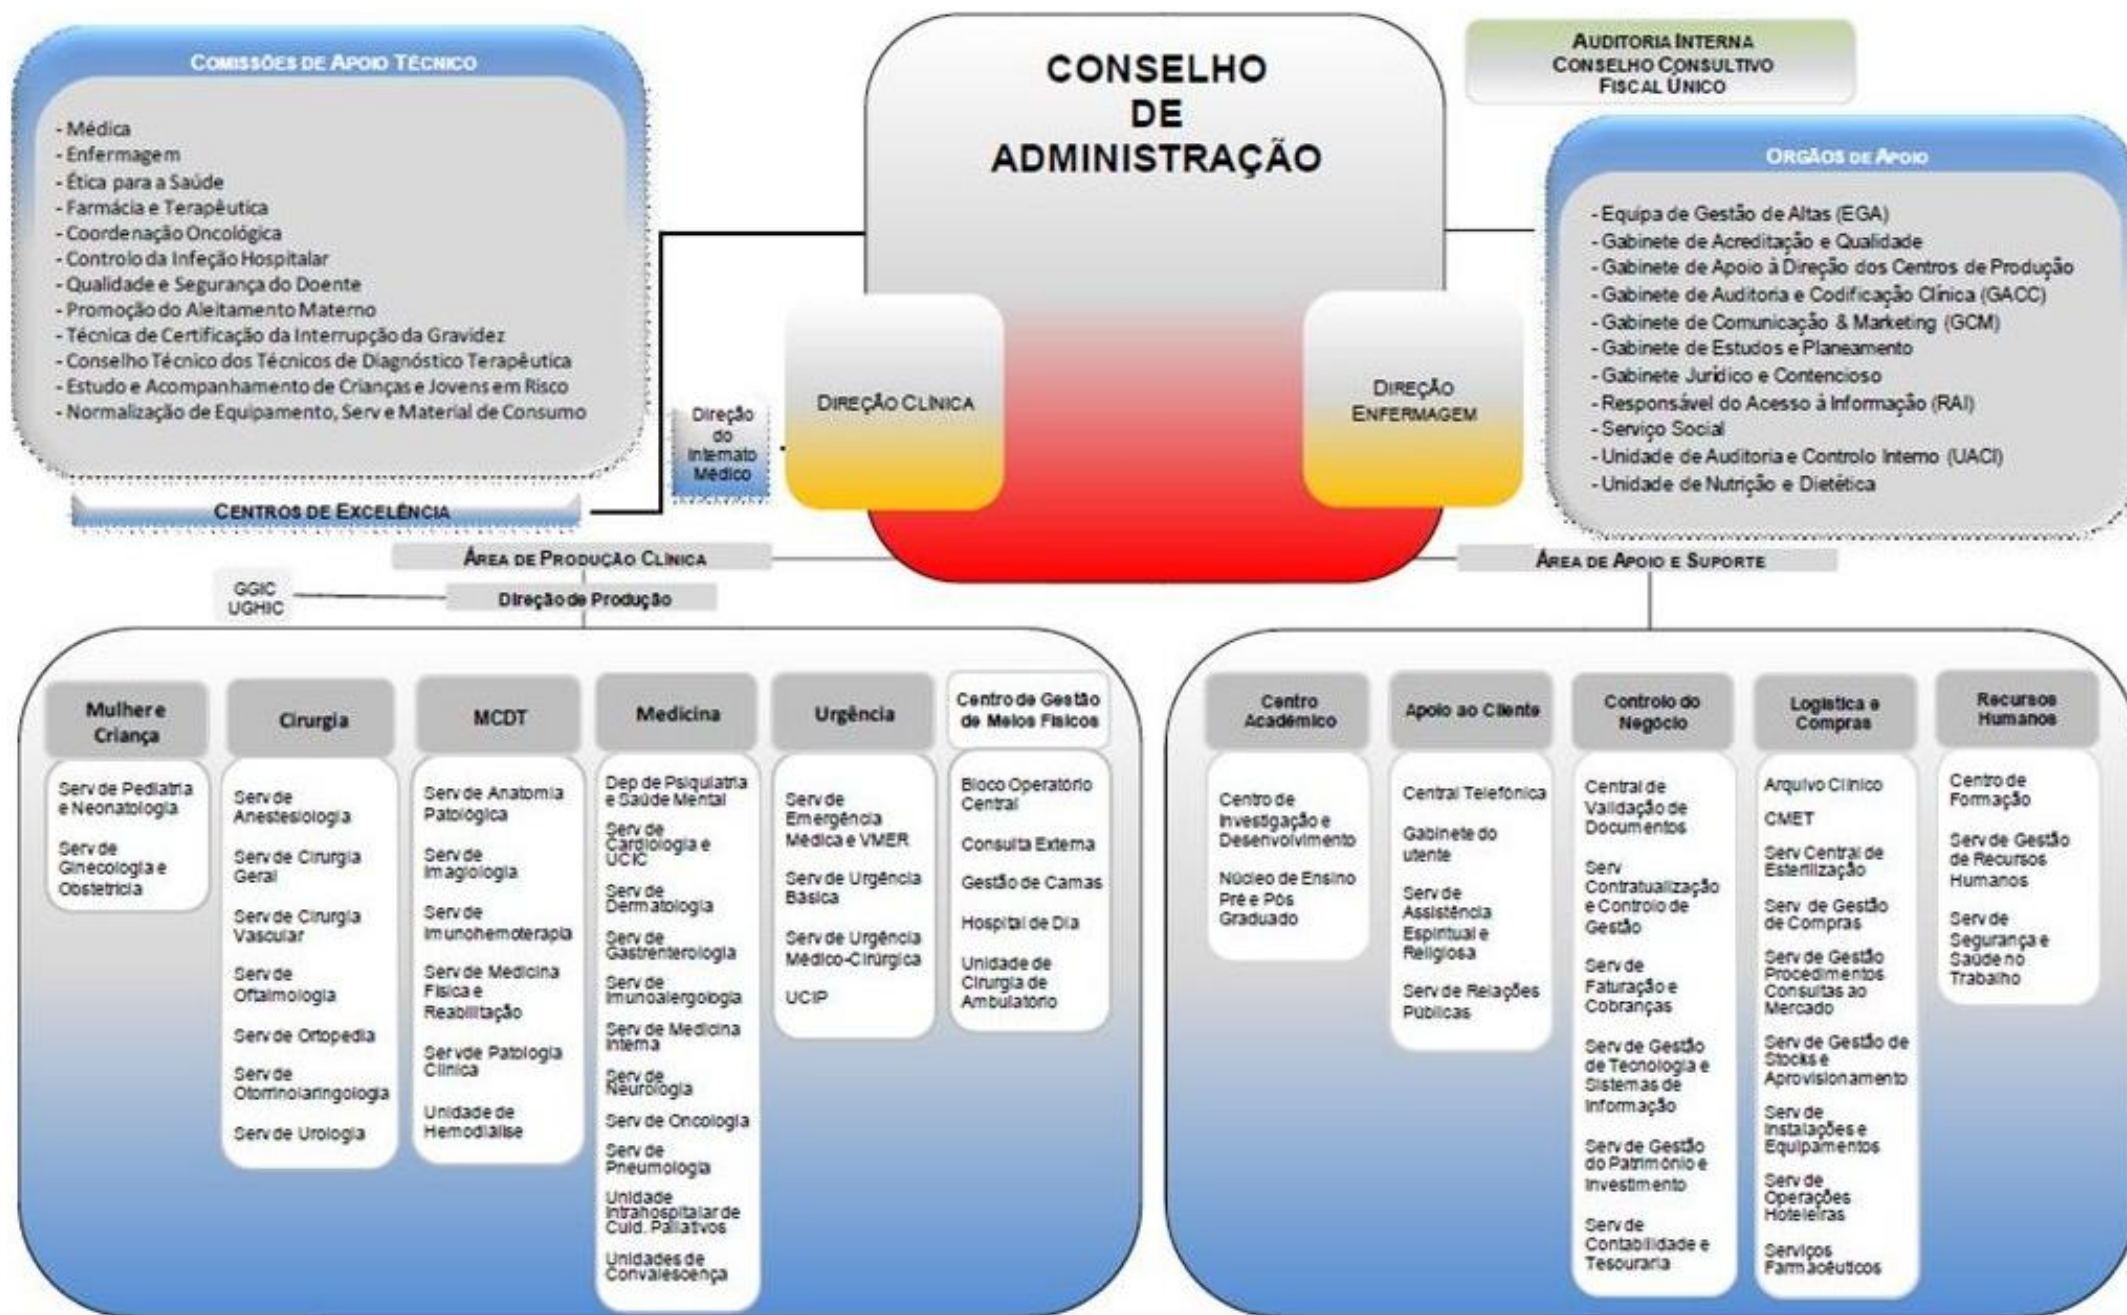 COMISSÕES DE APOIO TÉCNICO
- Médica
- Enfermagem
- Ética para a Saúde
- Farmácia e Terapêutica
- Coordenação Oncológica
- Controlo da Infeção Hospitalar
- Qualidade e Segurança do Doente
- Promoção do Aleitamento Materno
- Técnica de Certificação da Interrupção da Gravidez
- Conselho Técnico dos Técnicos de Diagnóstico Terapêutica
- Estudo e Acompanhamento de Crianças e Jovens em Risco
- Normalização de Equipamento, Serv e Material de Consumo
CENTROS DE EXCELÊNCIA
CONSELHO
DE
ADMINISTRAÇÃO
Direção
do
Internato
Médico
DIREÇÃO CLÍNICA
DIREÇÃO
ENFERMAGEM
AUDITORIA INTERNA
CONSELHO CONSULTIVO
FISCAL ÚNICO
ORGÃOS DE APOIO
- Equipa de Gestão de Altas (EGA)
- Gabinete de Acreditação e Qualidade
- Gabinete de Apoio à Direção dos Centros de Produção
- Gabinete de Auditoria e Codificação Clínica (GACC)
- Gabinete de Comunicação & Marketing (GCM)
- Gabinete de Estudos e Planeamento
- Gabinete Jurídico e Contencioso
- Responsável do Acesso à Informação (RAI)
- Serviço Social
- Unidade de Auditoria e Controlo Interno (UACI)
- Unidade de Nutrição e Dietética
ÁREA DE PRODUÇÃO CLÍNICA
GGIC
UGHIC
Direção de Produção
ÁREA DE APOIO E SUPORTE
Mulher e
Criança
Serv de Pediatria
e Neonatologia
Serv de
Ginecologia e
Obstetrícia
Cirurgia
Serv de
Anestesiologia
Serv de Cirurgia
Geral
Serv de Cirurgia
Vascular
Serv de
Oftalmologia
Serv de Ortopedia
Serv de
Otorrinolaringologia
Serv de Urologia
MCDT
Serv de Anatomia
Patológica
Serv de
Imagiologia
Serv de
Imunohemoterapia
Serv de Medicina
Física e
Reabilitação
Serv de Patologia
Clínica
Unidade de
Hemodiálise
Medicina
Dep de Psiquiatria
e Saúde Mental
Serv de
Cardiologia e
UCIC
Serv de
Dermatologia
Serv de
Gastrenterologia
Serv de
Imunoalergologia
Serv de Medicina
Interna
Serv de
Neurologia
Serv de Oncologia
Serv de
Pneumologia
Unidade
Intrahospitalar de
Cuid. Paliativos
Unidades de
Convalescença
Urgência
Serv de
Emergência
Médica e VMER
Serv de Urgência
Básica
Serv de Urgência
Médico-Cirúrgica
UCIP
Centro de Gestão
de Meios Físicos
Bloco Operatório
Central
Consulta Externa
Gestão de Camas
Hospital de Dia
Unidade de
Cirurgia de
Ambulatório
Centro
Académico
Centro de
Investigação e
Desenvolvimento
Núcleo de Ensino
Pré e Pós
Graduado
Apoio ao Cliente
Central Telefónica
Gabinete do
utente
Serv de
Assistência
Espiritual e
Religiosa
Serv de Relações
Públicas
Controlo do
Negócio
Central de
Validação de
Documentos
Serv
Contratualização
e Controlo de
Gestão
Serv de
Faturação e
Cobranças
Serv de Gestão
de Tecnologia e
Sistemas de
Informação
Serv de Gestão
do Património e
Investimento
Serv de
Contabilidade e
Tesouraria
Logística e
Compras
Arquivo Clínico
CMET
Serv Central de
Esterilização
Serv de Gestão
de Compras
Serv de Gestão
Procedimentos
Consultas ao
Mercado
Serv de Gestão de
Stocks e
Aprovisionamento
Serv de
Instalações e
Equipamentos
Serv de
Operações
Hoteleiras
Serviços
Farmacêuticos
Recursos
Humanos
Centro de
Formação
Serv de Gestão
de Recursos
Humanos
Serv de
Segurança e
Saúde no
Trabalho